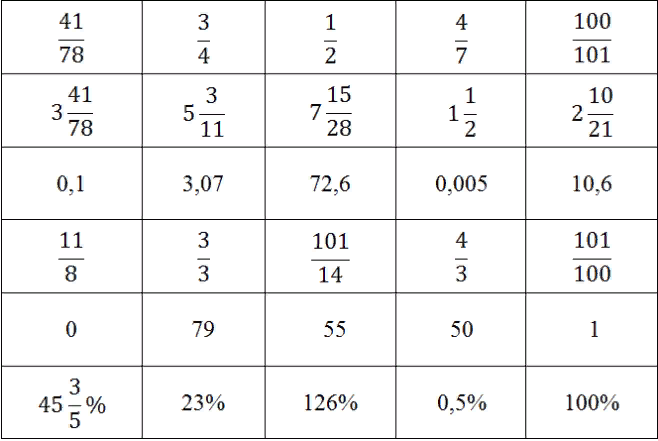 41/78 3/4 1/2 4/7 100/101
3 41/78 5 3/11 7 15/28 1 1/2 2 10/21
0,1 3,07 72,6 0,005 10,6
11/8 3/3 101/14 4/3 101/100
0 79 55 50 1
45 3/5 % 23% 126% 0,5% 100%